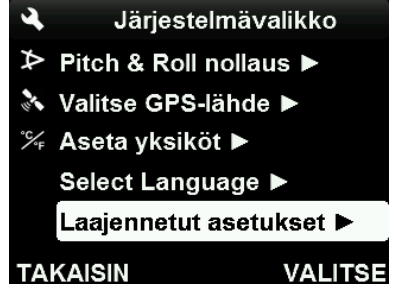 Järjestelmävalikko
Pitch & Roll nollaus ►
Valitse GPS-lähde ►
°C/°F Aseta yksiköt ►
Select Language ►
Laajennetut asetukset ►
TAKAISIN VALITSE